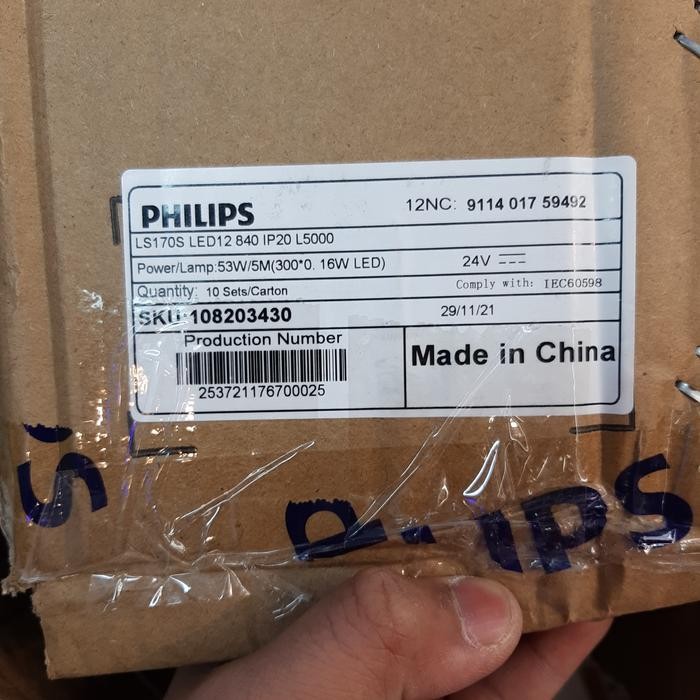 PHILIPS
12NC: 9114 017 59492
LS170S LED12 840 IP20 L5000
Power/Lamp:53W/5M(300*0. 16W LED)
24V
Quantity: 10 Sets/Carton
Comply with: IEC60598
SKU:108203430
29/11/21
Production Number
253721176700025
Made in China